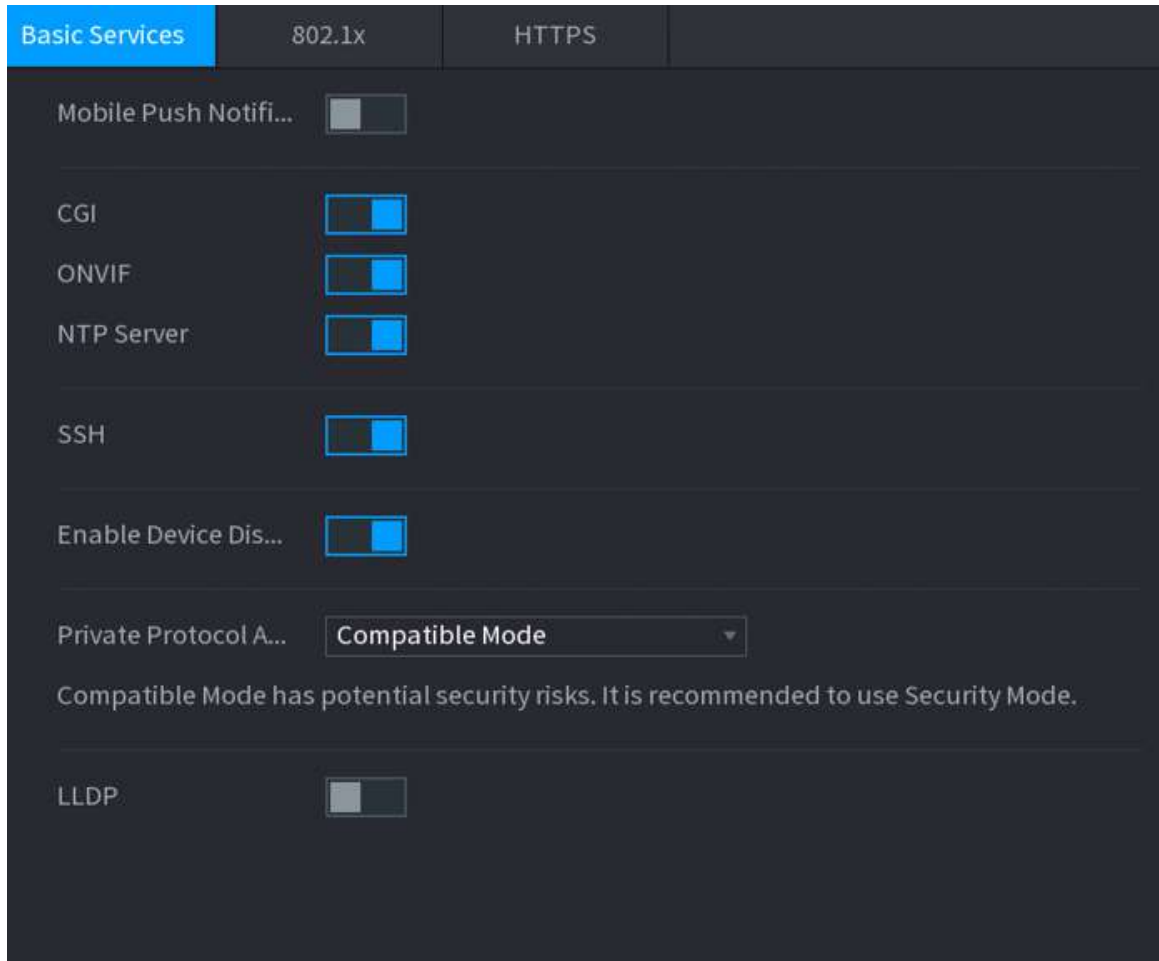 Basic Services 802.1x HTTPS
Mobile Push Notifi...
CGI
ONVIF
NTP Server
SSH
Enable Device Dis...
Private Protocol A... Compatible Mode
Compatible Mode has potential security risks. It is recommended to use Security Mode.
LLDP